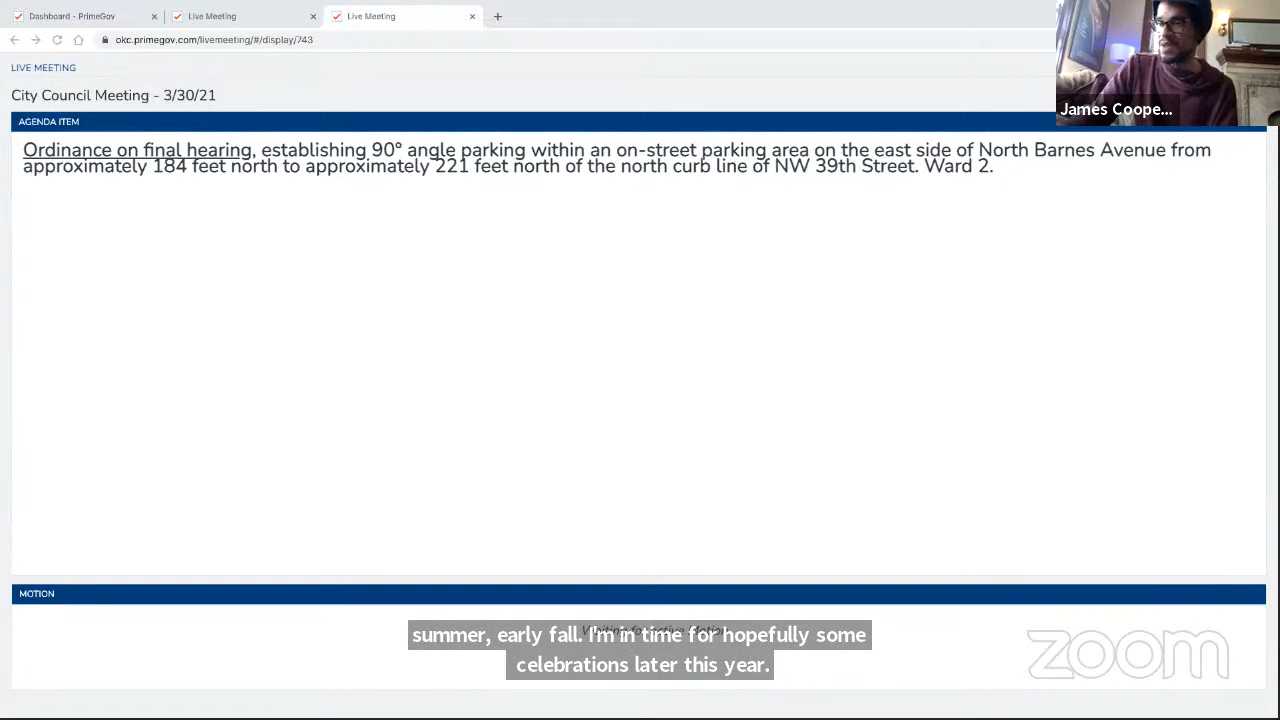 Dashboard - PrimeGov
Live Meeting
Live Meeting
okc.primegov.com/livemeeting/#/display/743
LIVE MEETING
City Council Meeting - 3/30/21
James Coope...
AGENDA ITEM
Ordinance on final hearing, establishing 90° angle parking within an on-street parking area on the east side of North Barnes Avenue from
approximately 184 feet north to approximately 221 feet north of the north curb line of NW 39th Street. Ward 2.
MOTION
summer, early fall. I'm in time for hopefully some
celebrations later this year.
zoom